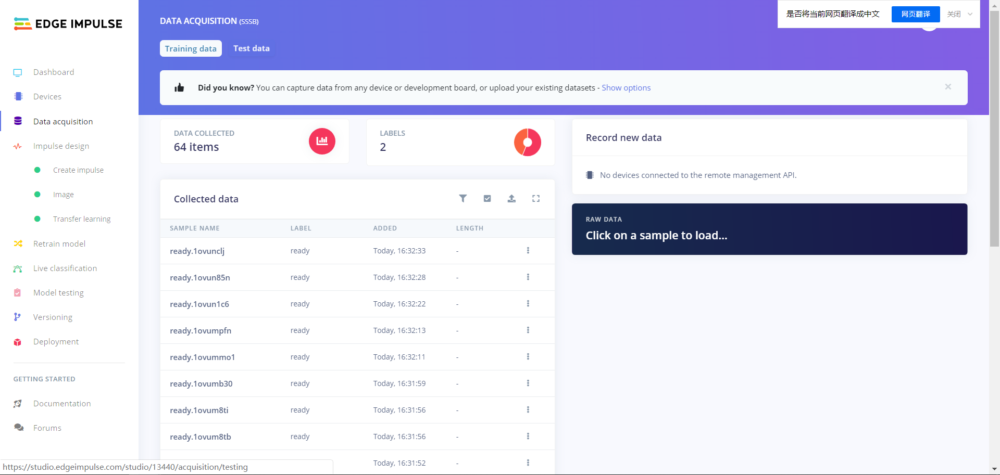 EDGE IMPULSE
Dashboard
Devices
Data acquisition
Impulse design
Create impulse
Image
Transfer learning
Retrain model
Live classification
Model testing
Versioning
Deployment
GETTING STARTED
Documentation
Forums
https://studio.edgeimpulse.com/studio/13440/acquisition/testing
DATA ACQUISITION (SSSB)
是否将当前网页翻译成中文 网页翻译 关闭
Training data Test data
Did you know? You can capture data from any device or development board, or upload your existing datasets - Show options ×
DATA COLLECTED
64 items
LABELS
2
Collected data
SAMPLE NAME LABEL ADDED LENGTH
ready.1ovunclj ready Today, 16:32:33 -
ready.1ovun85n ready Today, 16:32:28 -
ready.1ovun1c6 ready Today, 16:32:22 -
ready.1ovumpfn ready Today, 16:32:13 -
ready.1ovummo1 ready Today, 16:32:11 -
ready.1ovumb30 ready Today, 16:31:59 -
ready.1ovum8ti ready Today, 16:31:56 -
ready.1ovum8tb ready Today, 16:31:56 -
Today, 16:31:52 -
Record new data
No devices connected to the remote management API.
RAW DATA
Click on a sample to load...